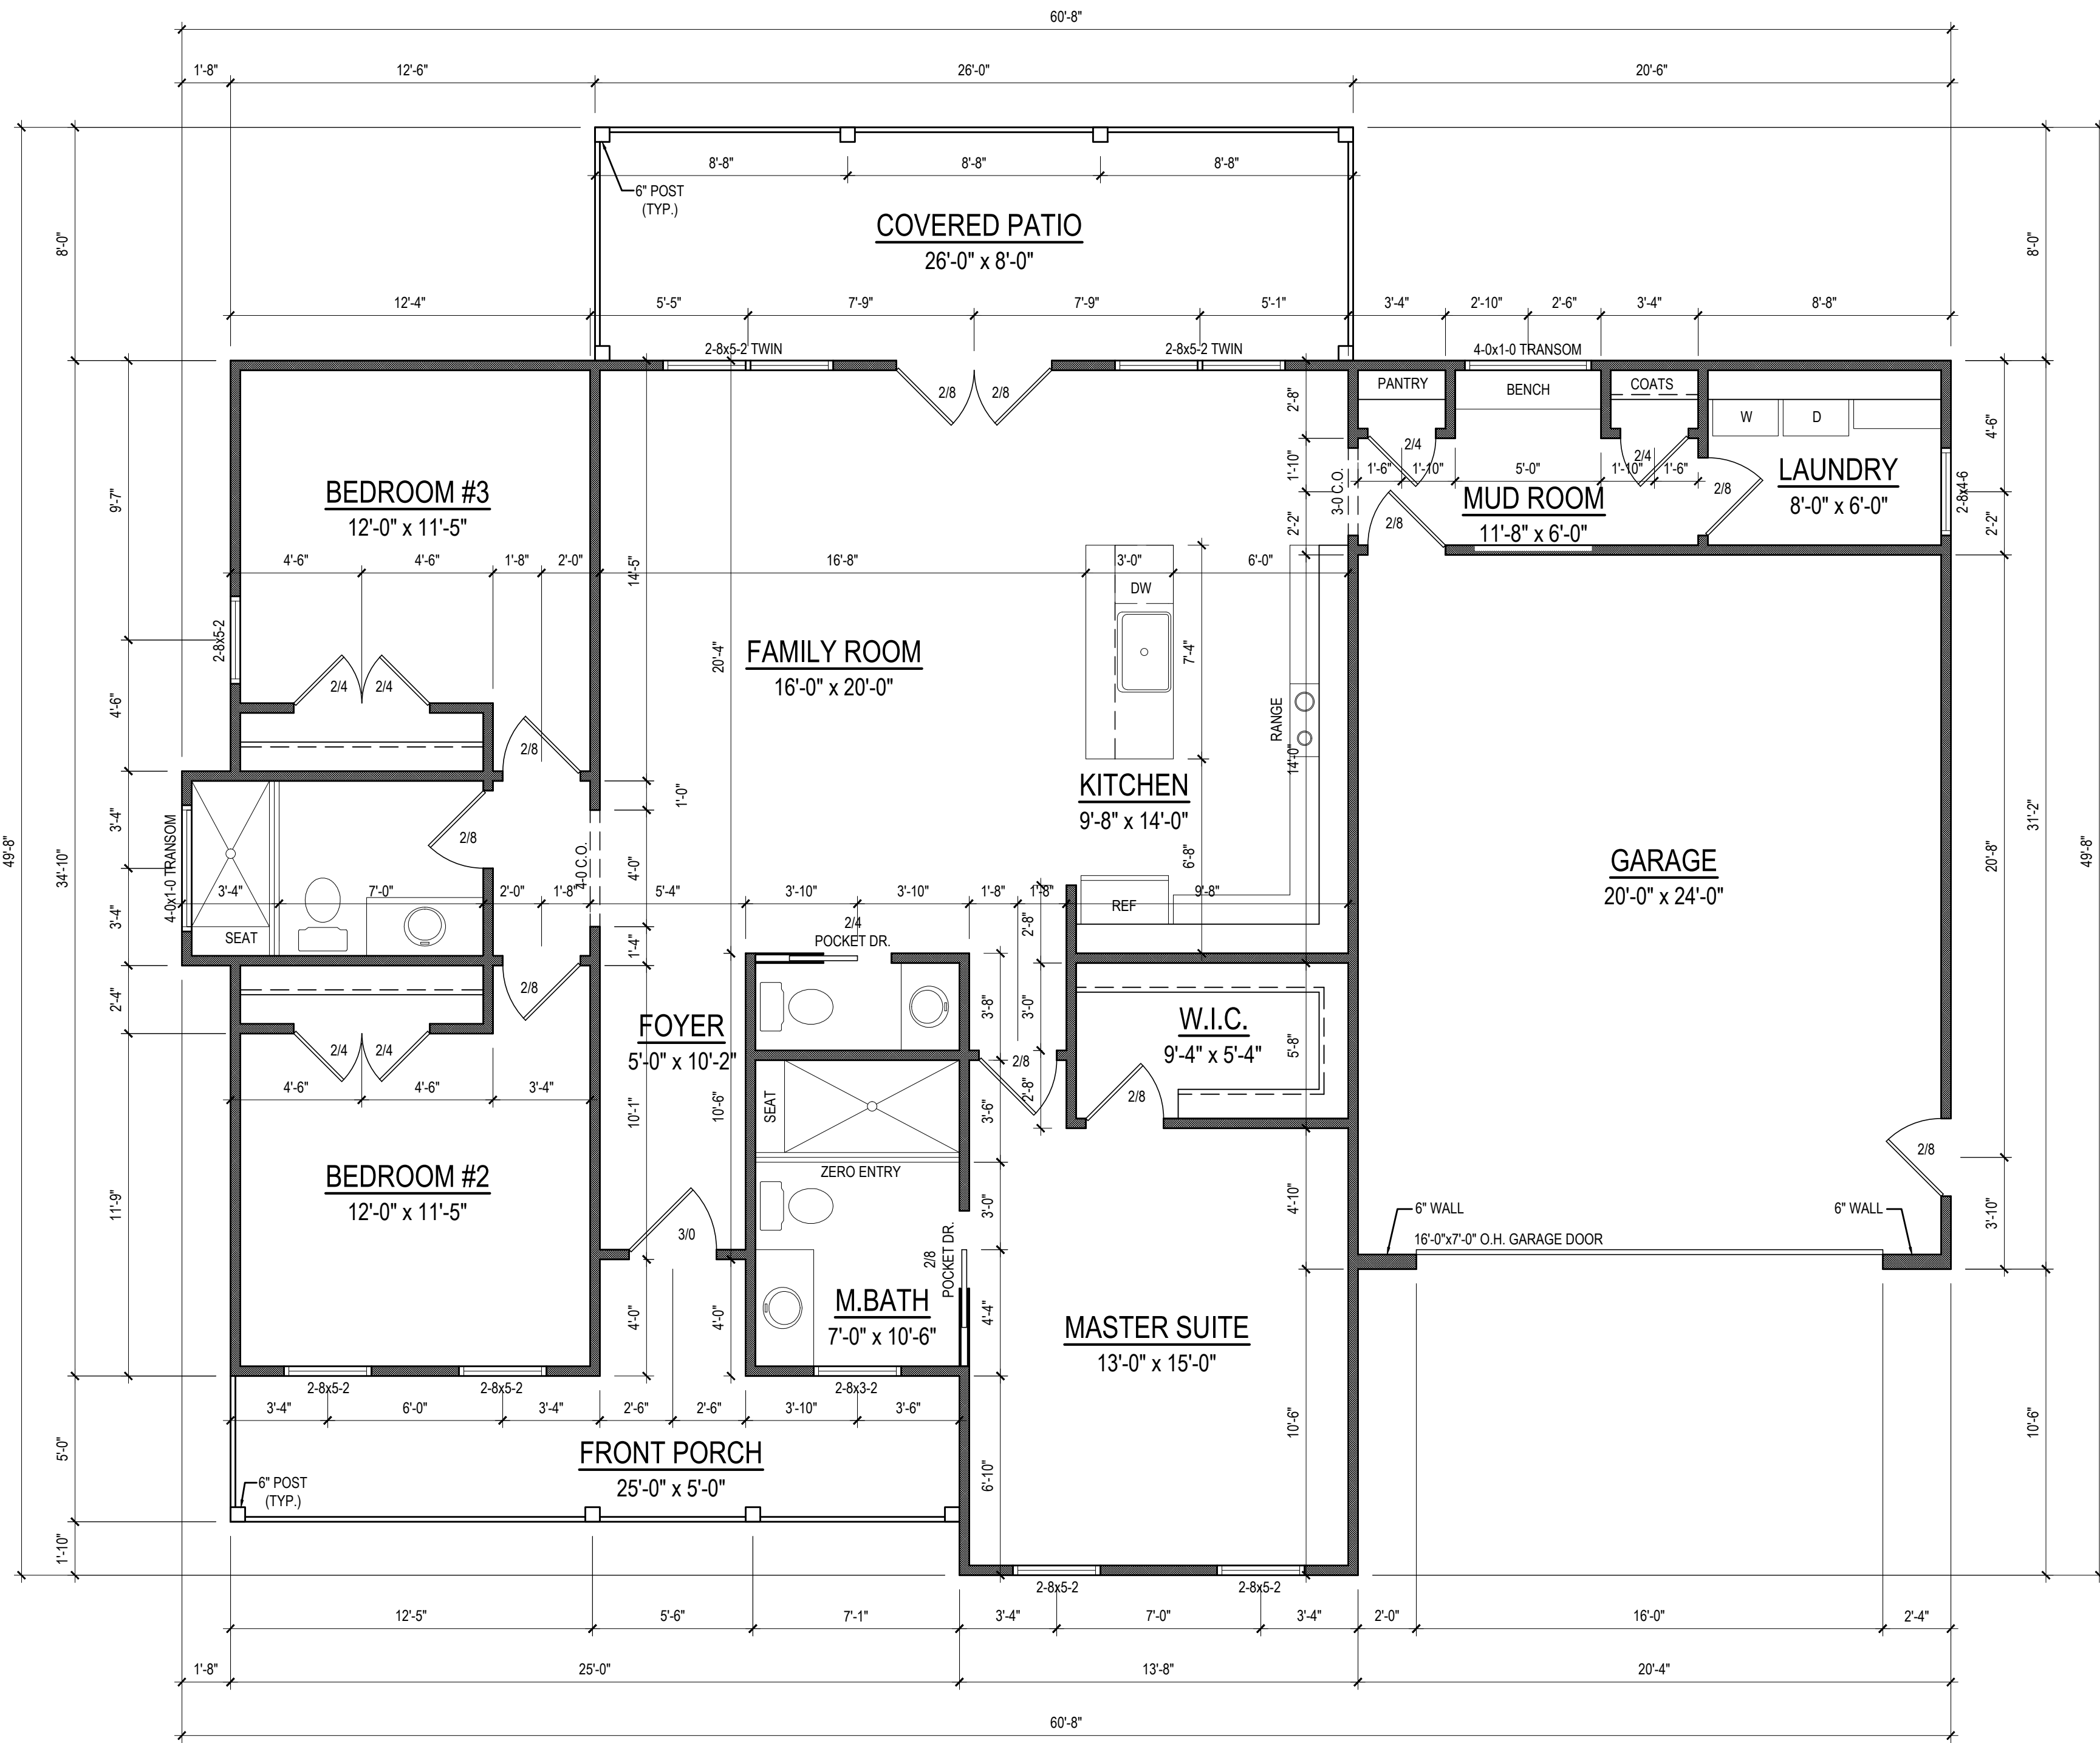 60'-8"
1'-8"
12'-6"
26'-0"
20'-6"
8'-8"
8'-8"
8'-8"
6" POST
(TYP.)
COVERED PATIO
26'-0" x 8'-0"
8'-0"
8'-0"
12'-4"
5'-5"
7'-9"
7'-9"
5'-1"
3'-4"
2'-10"
2'-6"
3'-4"
8'-8"
2-8x5-2 TWIN
2-8x5-2 TWIN
4-0x1-0 TRANSOM
PANTRY
BENCH
COATS
2/8
2/8
2'-8"
W
D
4'-6"
2/4
2/4
1'-6"
1'-10"
5'-0"
1'-10"
1'-6"
1'-10"
3-0 C.O.
LAUNDRY
8'-0" x 6'-0"
2/8
2-8x4-6
BEDROOM #3
12'-0" x 11'-5"
9'-7"
MUD ROOM
11'-8" x 6'-0"
2/8
2'-2"
2'-2"
4'-6"
4'-6"
1'-8"
2'-0"
14'-5"
16'-8"
3'-0"
6'-0"
DW
2-8x5-2
FAMILY ROOM
16'-0" x 20'-0"
20'-4"
7'-4"
2/4
2/4
4'-6"
RANGE
2/8
14'-0"
1'-0"
KITCHEN
9'-8" x 14'-0"
3'-4"
49'-8"
34'-10"
4-0x1-0 TRANSOM
2/8
4-0 C.O.
4'-0"
6'-8"
GARAGE
20'-0" x 24'-0"
20'-8"
31'-2"
49'-8"
3'-4"
7'-0"
2'-0"
1'-8"
5'-4"
3'-10"
3'-10"
1'-8"
1'-8"
9'-8"
3'-4"
SEAT
REF
2/4
POCKET DR.
2'-8"
1'-4"
2/8
2'-4"
3'-8"
3'-0"
FOYER
5'-0" x 10'-2"
W.I.C.
9'-4" x 5'-4"
5'-8"
2/4
2/4
2/8
4'-6"
4'-6"
3'-4"
10'-1"
10'-6"
SEAT
3'-6"
2'-8"
2/8
BEDROOM #2
12'-0" x 11'-5"
11'-9"
ZERO ENTRY
3'-0"
4'-10"
2/8
3'-10"
6" WALL
6" WALL
16'-0"x7'-0" O.H. GARAGE DOOR
3/0
2/8
POCKET DR.
M.BATH
7'-0" x 10'-6"
4'-0"
4'-0"
4'-4"
MASTER SUITE
13'-0" x 15'-0"
2-8x5-2
2-8x5-2
2-8x3-2
3'-4"
6'-0"
3'-4"
2'-6"
2'-6"
3'-10"
3'-6"
10'-6"
10'-6"
5'-0"
FRONT PORCH
25'-0" x 5'-0"
6'-10"
6" POST
(TYP.)
1'-10"
2-8x5-2
2-8x5-2
12'-5"
5'-6"
7'-1"
3'-4"
7'-0"
3'-4"
2'-0"
16'-0"
2'-4"
1'-8"
25'-0"
13'-8"
20'-4"
60'-8"